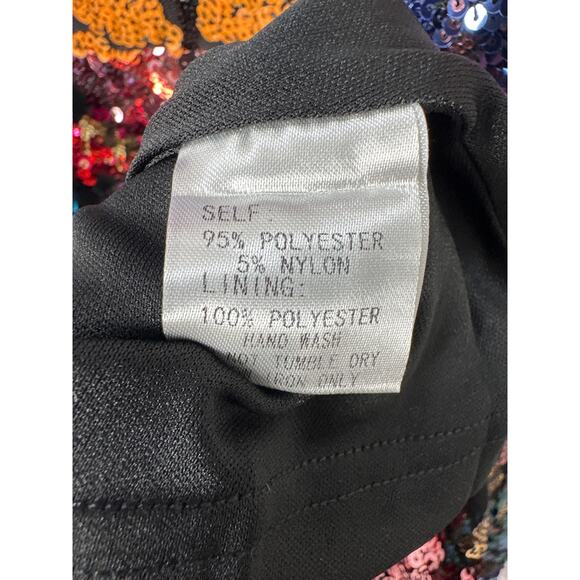 SELF:
95% POLYESTER
5% NYLON
LINING:
100% POLYESTER
HAND WASH
NOT TUMBLE DRY
IRON ONLY